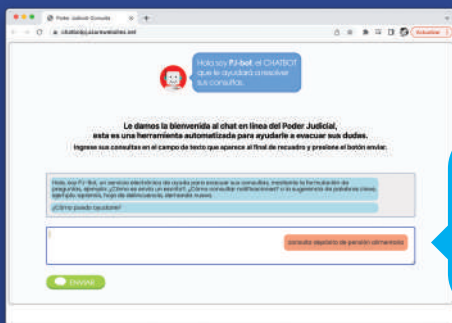 Poder Judicial Consulta
chatbotpj.azurewebsites.net
Actualizar
Hola soy PJ-bot el CHATBOT
que le ayudará a resolver
sus consultas.
Le damos la bienvenida al chat en línea del Poder Judicial,
esta es una herramienta automatizada para ayudarle a evacuar sus dudas.
Ingrese sus consultas en el campo de texto que aparece al final de recuadro y presione el botón enviar.
Hola, soy PJ-Bot, un servicio electrónico de ayuda para evacuar sus consultas, mediante la formulación de
preguntas, ejemplo: ¿Cómo se envía un escrito?, ¿Cómo consultar notificaciones? o la sugerencia de palabras clave,
ejemplo: apremio, hoja de delincuencia, demanda nueva.
¿Cómo puedo ayudarle?
consulta depósito de pensión alimentaria
ENVIAR